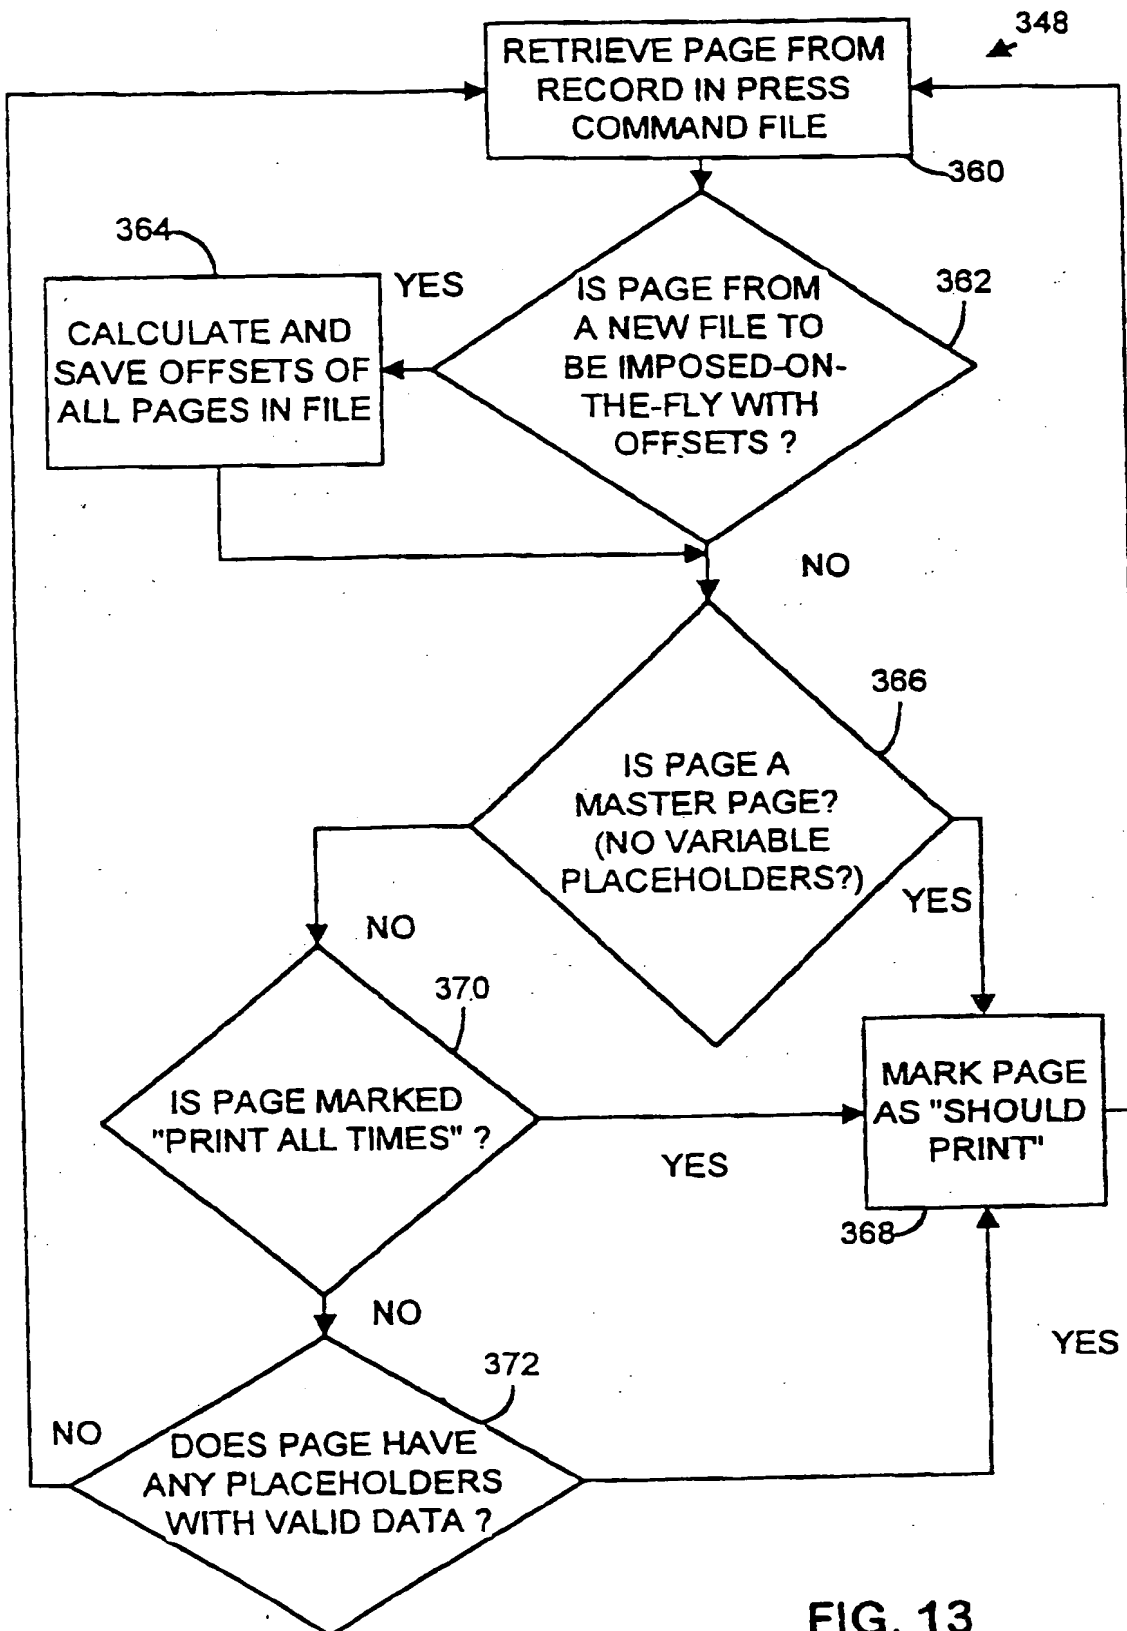 348
RETRIEVE PAGE FROM
RECORD IN PRESS
COMMAND FILE
360
364
YES
362
IS PAGE FROM
A NEW FILE TO
BE IMPOSED-ON-
THE-FLY WITH
OFFSETS ?
CALCULATE AND
SAVE OFFSETS OF
ALL PAGES IN FILE
NO
366
IS PAGE A
MASTER PAGE?
(NO VARIABLE
PLACEHOLDERS?)
YES
NO
370
IS PAGE MARKED
"PRINT ALL TIMES" ?
YES
MARK PAGE
AS "SHOULD
PRINT"
368
NO
372
YES
NO
DOES PAGE HAVE
ANY PLACEHOLDERS
WITH VALID DATA ?
FIG. 13